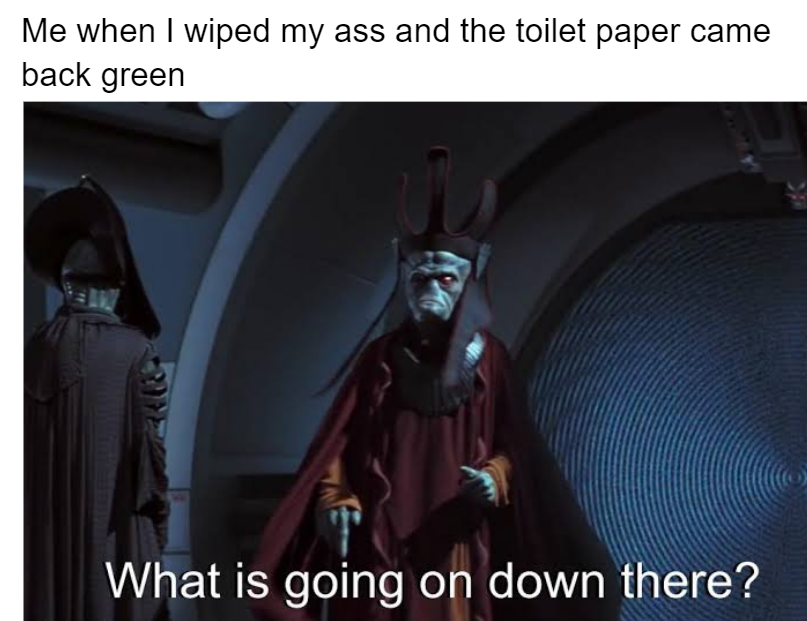 Me when I wiped my ass and the toilet paper came
back green
What is going on down there?